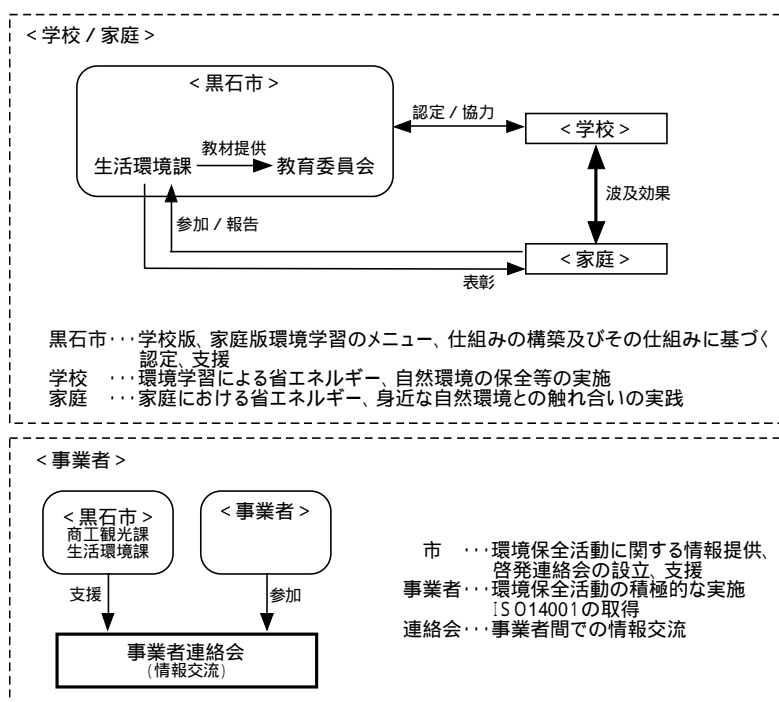 <学校/家庭>
<黒石市>
認定/協力
<学校>
教材提供
生活環境課
教育委員会
波及効果
参加/報告
<家庭>
表彰
黒石市･･･学校版、家庭版環境学習のメニュー、仕組みの構築及びその仕組みに基づく
認定、支援
学校 ･･･環境学習による省エネルギー、自然環境の保全等の実施
家庭 ･･･家庭における省エネルギー、身近な自然環境との触れ合いの実践
<事業者>
<黒石市>
商工観光課
生活環境課
<事業者>
支援
参加
事業者連絡会
(情報交流)
市 ･･･環境保全活動に関する情報提供、
啓発連絡会の設立、支援
事業者･･･環境保全活動の積極的な実施
ISO14001の取得
連絡会･･･事業者間での情報交流